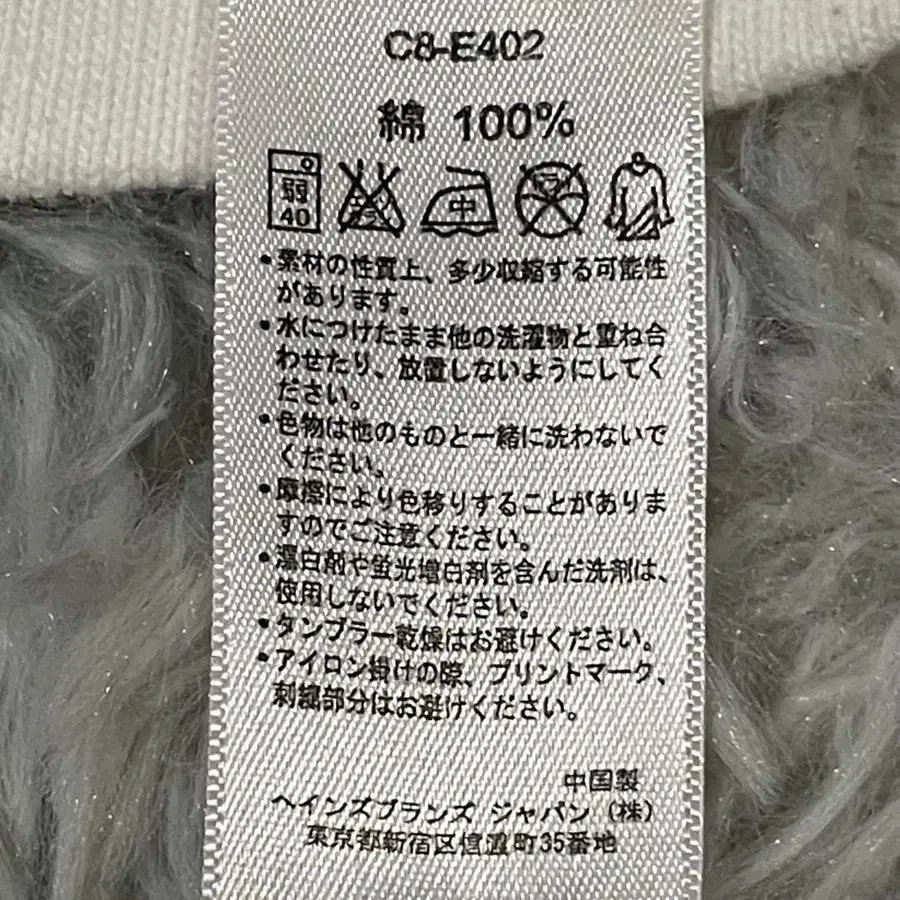 C8-E402
綿 100%
弱 中
40
・素材の性質上、多少収縮する可能性
があります。
・水につけたまま他の洗濯物と重ね合
わせたり、放置しないようにしてく
ださい。
・色物は他のものと一緒に洗わないで
ください。
・摩擦により色移りすることがありま
すのでご注意ください。
・漂白剤や蛍光増白剤を含んだ洗剤は、
使用しないでください。
・タンブラー乾燥はお避けください。
・アイロン掛けの際、プリントマーク、
刺繍部分はお避けください。
中国製
ヘインズブランズ ジャパン (株)
東京都新宿区信濃町35番地